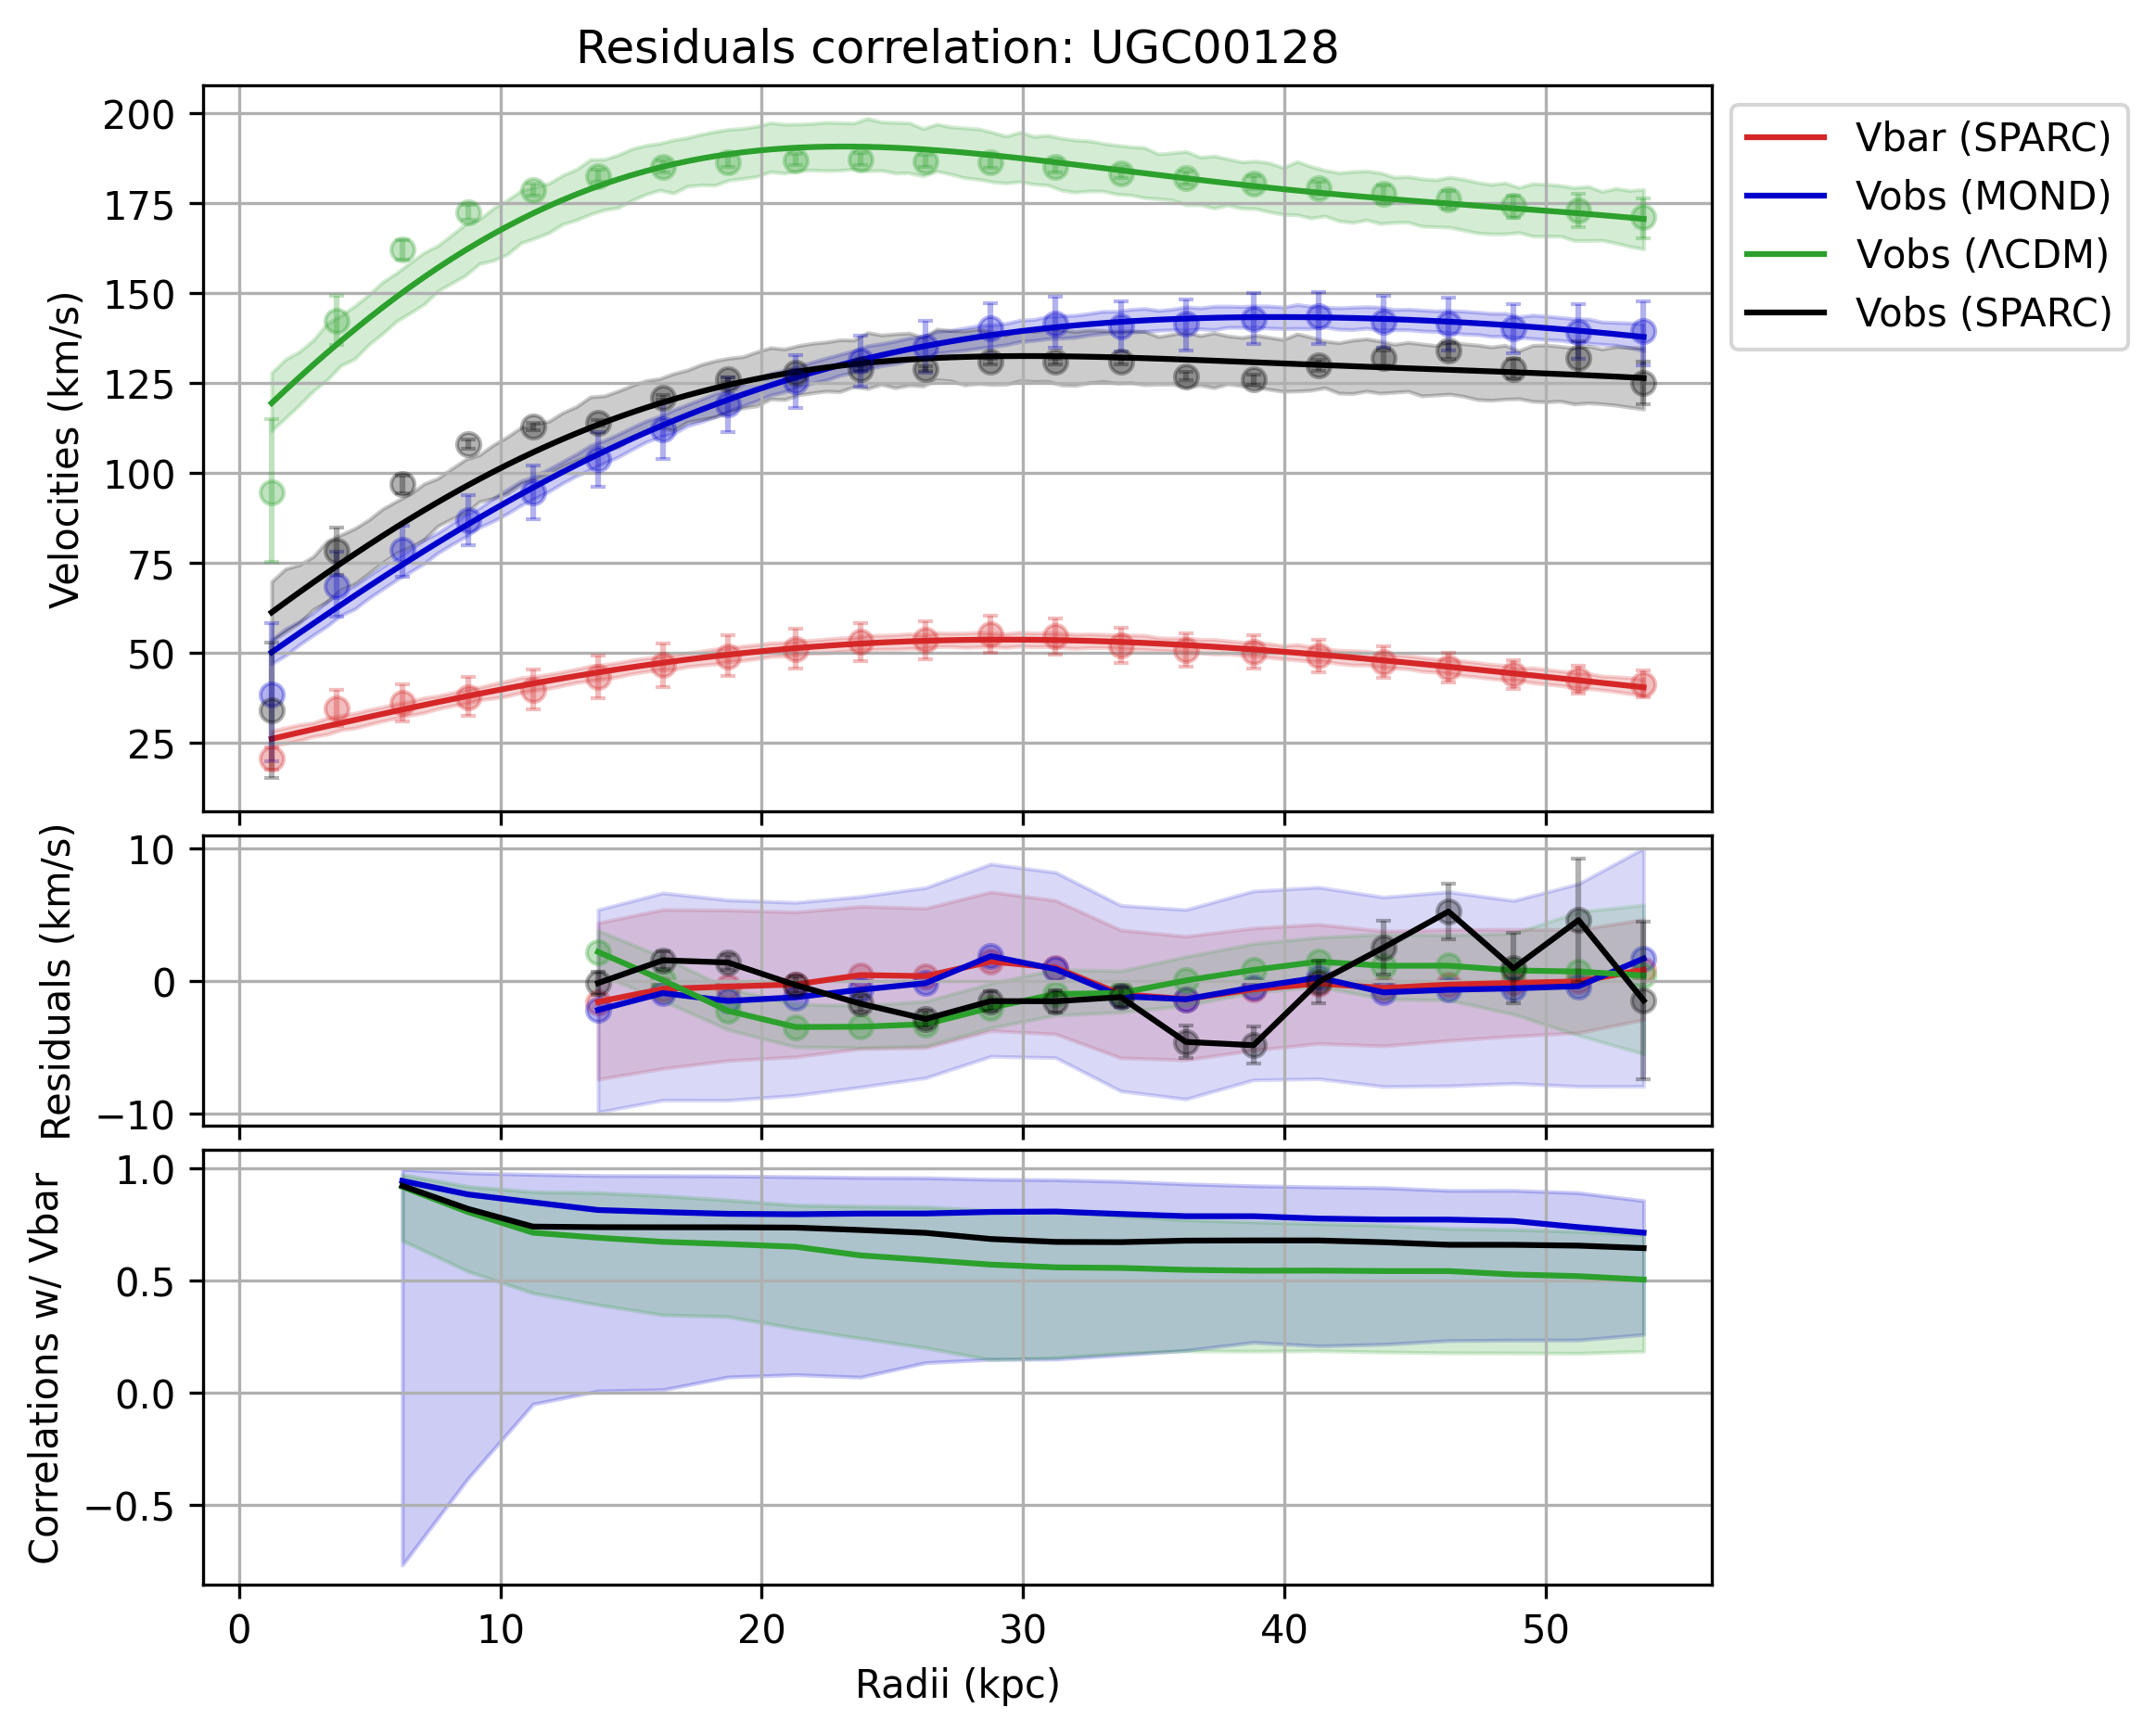 Residuals correlation: UGC00128
Velocities (km/s)
200
175
150
125
100
75
50
25
Vbar (SPARC)
Vobs (MOND)
Vobs (ΛCDM)
Vobs (SPARC)
Residuals (km/s)
10
0
−10
Correlations w/ Vbar
1.0
0.5
0.0
−0.5
0 10 20 30 40 50
Radii (kpc)